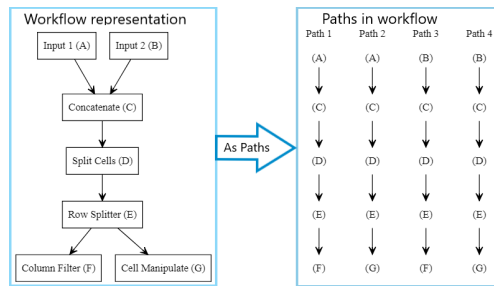 Workflow representation
Input 1 (A) Input 2 (B)
Concatenate (C)
Split Cells (D)
Row Splitter (E)
Column Filter (F) Cell Manipulate (G)
As Paths
Paths in workflow
Path 1 Path 2 Path 3 Path 4
(A) (A) (B) (B)
(C) (C) (C) (C)
(D) (D) (D) (D)
(E) (E) (E) (E)
(F) (G) (F) (G)